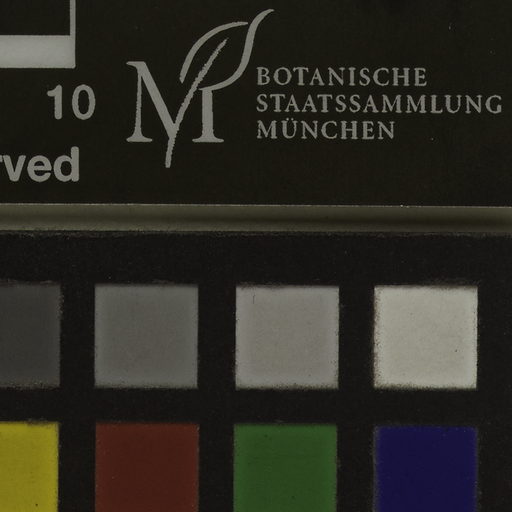 10
rved
BOTANISCHE
STAATSSAMMLUNG
MÜNCHEN